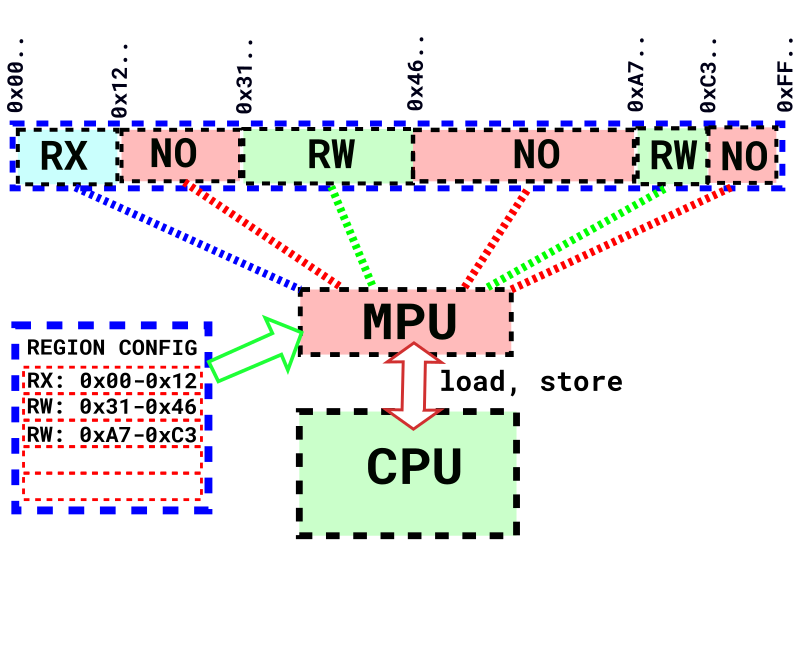 0x00.. 0x12.. 0x31.. 0x46.. 0xA7.. 0xC3.. 0xFF..
RX NO RW NO RW NO
MPU
REGION CONFIG
RX: 0x00-0x12
RW: 0x31-0x46
RW: 0xA7-0xC3
load, store
CPU